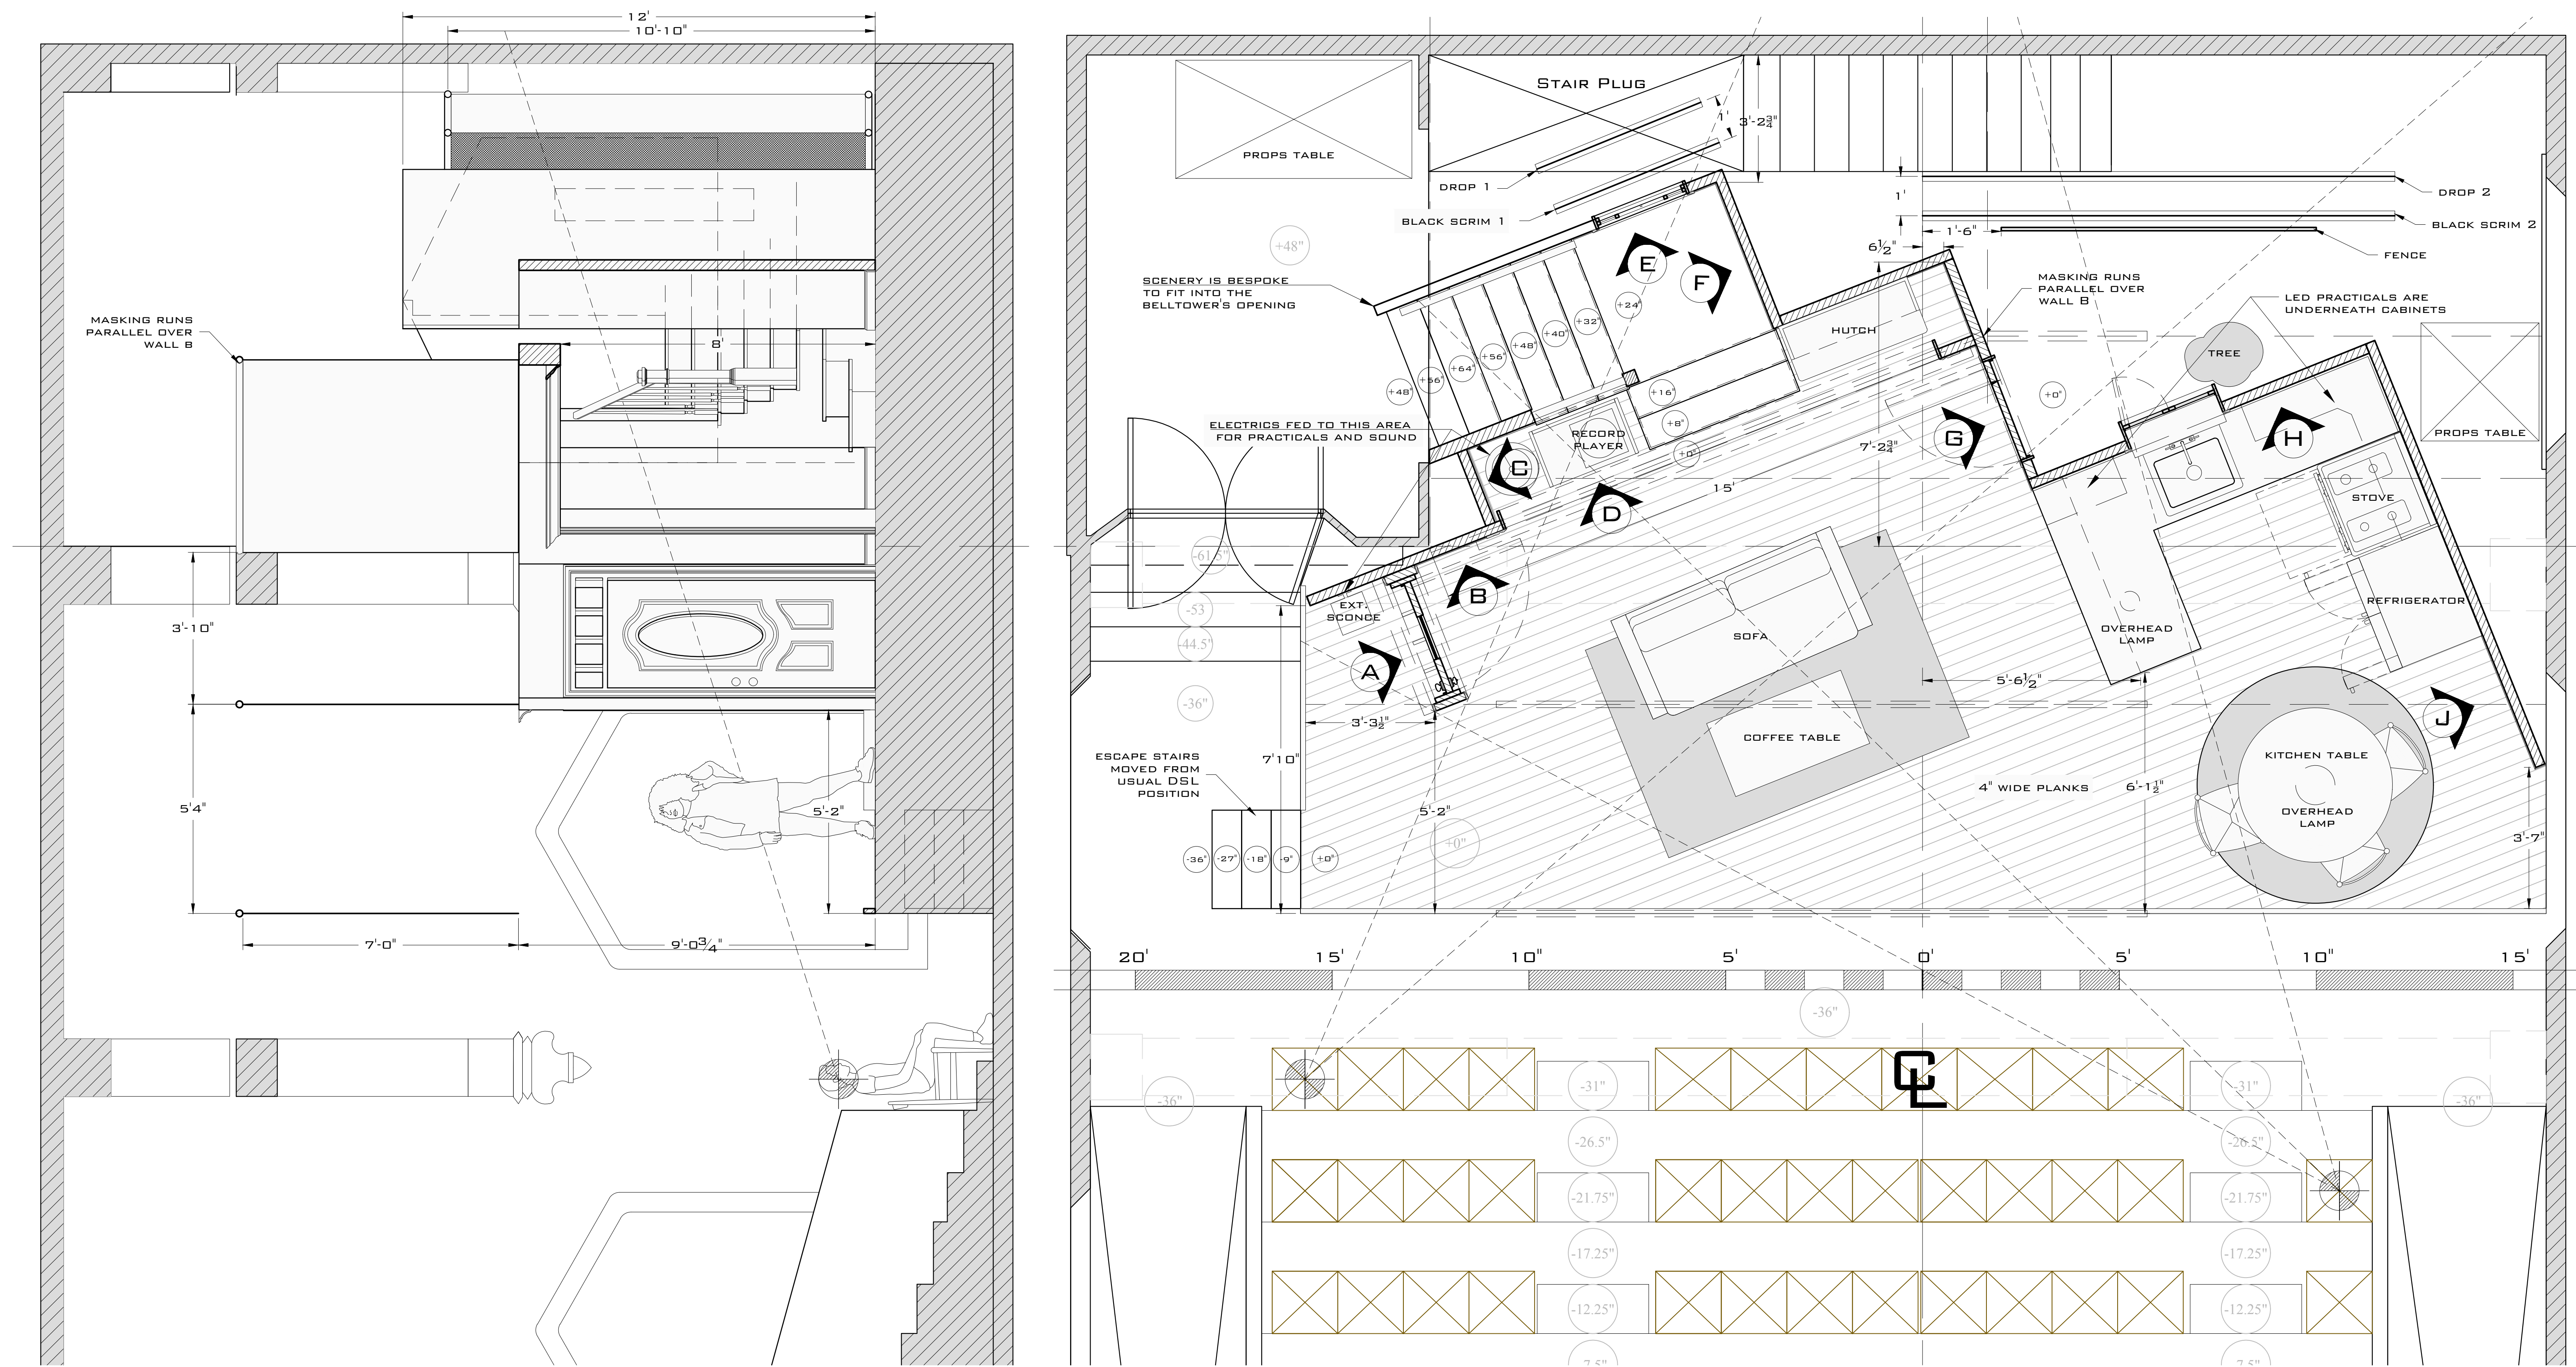 12'
10'-10"
MASKING RUNS
PARALLEL OVER
WALL B
8'
3'-10"
5'4"
5'-2"
7'-0"
9'-0¾"
STAIR PLUG
PROPS TABLE
1'
3'-2¾"
DROP 1
BLACK SCRIM 1
1'
DROP 2
BLACK SCRIM 2
1'-6"
6½"
FENCE
+48"
SCENERY IS BESPOKE
TO FIT INTO THE
BELLTOWER'S OPENING
E
F
+24"
MASKING RUNS
PARALLEL OVER
WALL B
LED PRACTICALS ARE
UNDERNEATH CABINETS
+32"
+40"
+48"
+56"
+64"
+56"
+48"
HUTCH
TREE
+0"
+16"
+8"
+0"
ELECTRICS FED TO THIS AREA
FOR PRACTICALS AND SOUND
RECORD
PLAYER
C
D
G
H
PROPS TABLE
7'-2¾"
15'
STOVE
-61.5"
-53
-44.5"
-36"
EXT.
SCONCE
B
A
SOFA
OVERHEAD
LAMP
REFRIGERATOR
5'-6½"
3'-3½"
J
COFFEE TABLE
KITCHEN TABLE
OVERHEAD
LAMP
ESCAPE STAIRS
MOVED FROM
USUAL DSL
POSITION
7'10"
4" WIDE PLANKS
6'-1½"
5'-2"
3'-7"
-36"
-27"
-18"
-9"
+0"
+0"
20'
15'
10"
5'
0'
5'
10"
15'
-36"
-36"
-31"
CL
-31"
-36"
-26.5"
-26.5"
-21.75"
-21.75"
-17.25"
-17.25"
-12.25"
-12.25"
-7.5"
-7.5"